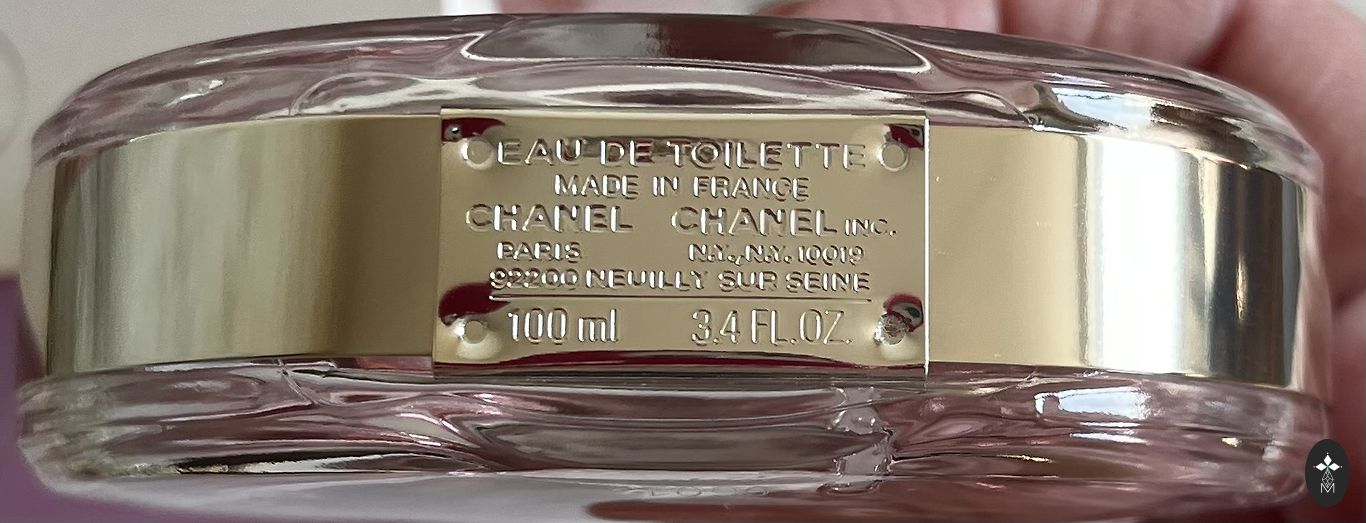 EAU DE TOILETTE
MADE IN FRANCE
CHANEL CHANEL INC.
PARIS N.Y., N.Y. 10019
92200 NEUILLY SUR SEINE
100 ml 3.4 FL.OZ.
M